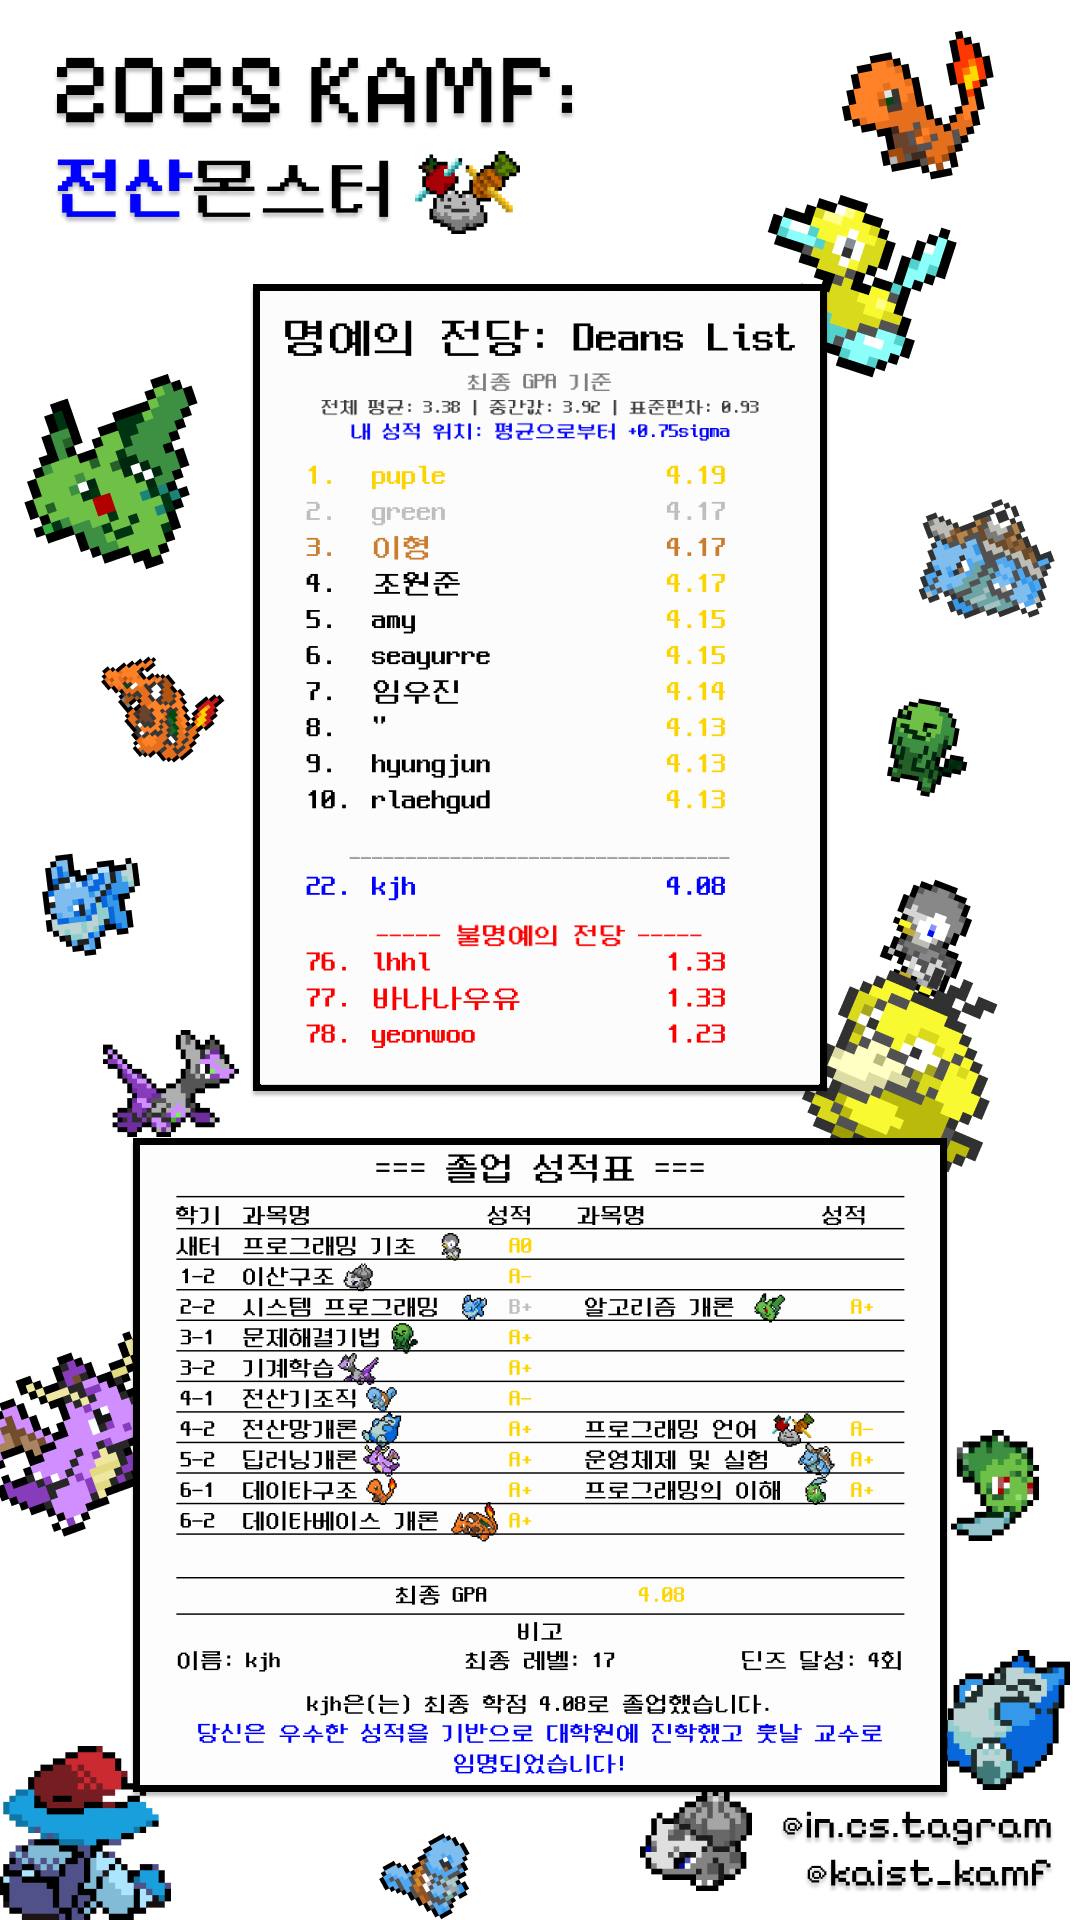 2025 KAMF:
전산몬스터
명예의 전당: Deans List
최종 GPA 기준
전체 평균: 3.38 | 중간값: 3.92 | 표준편차: 0.93
내 성적 위치: 평균으로부터 +0.75sigma
1. puple 4.19
2. green 4.17
3. 이형 4.17
4. 조원준 4.17
5. amy 4.15
6. seayurre 4.15
7. 임우진 4.14
8. " 4.13
9. hyungjun 4.13
10. rlaehgud 4.13
----------------------------------
22. kjh 4.08
----- 불명예의 전당 -----
76. lhhl 1.33
77. 바나나우유 1.33
78. yeonwoo 1.23
=== 졸업 성적표 ===
학기 과목명 성적 과목명 성적
새터 프로그래밍 기초 A0
1-2 이산구조 A-
2-2 시스템 프로그래밍 B+ 알고리즘 개론 A+
3-1 문제해결기법 A+
3-2 기계학습 A+
4-1 전산기조직 A-
4-2 전산망개론 A+ 프로그래밍 언어 A-
5-2 딥러닝개론 A+ 운영체제 및 실험 A+
6-1 데이타구조 A+ 프로그래밍의 이해 A+
6-2 데이타베이스 개론 A+
최종 GPA 4.08
비고
이름: kjh 최종 레벨: 17 딘즈 달성: 4회
kjh은(는) 최종 학점 4.08로 졸업했습니다.
당신은 우수한 성적을 기반으로 대학원에 진학했고 훗날 교수로
임명되었습니다!
@in.cs.tagram
@kaist_kamf